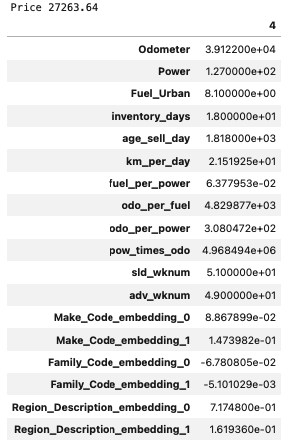 Price 27263.64
4
Odometer 3.912200e+04
Power 1.270000e+02
Fuel_Urban 8.100000e+00
inventory_days 1.800000e+01
age_sell_day 1.818000e+03
km_per_day 2.151925e+01
fuel_per_power 6.377953e-02
odo_per_fuel 4.829877e+03
odo_per_power 3.080472e+02
pow_times_odo 4.968494e+06
sld_wknum 5.100000e+01
adv_wknum 4.900000e+01
Make_Code_embedding_0 8.867899e-02
Make_Code_embedding_1 1.473982e-01
Family_Code_embedding_0 -6.780805e-02
Family_Code_embedding_1 -5.101029e-03
Region_Description_embedding_0 7.174800e-01
Region_Description_embedding_1 1.619360e-01